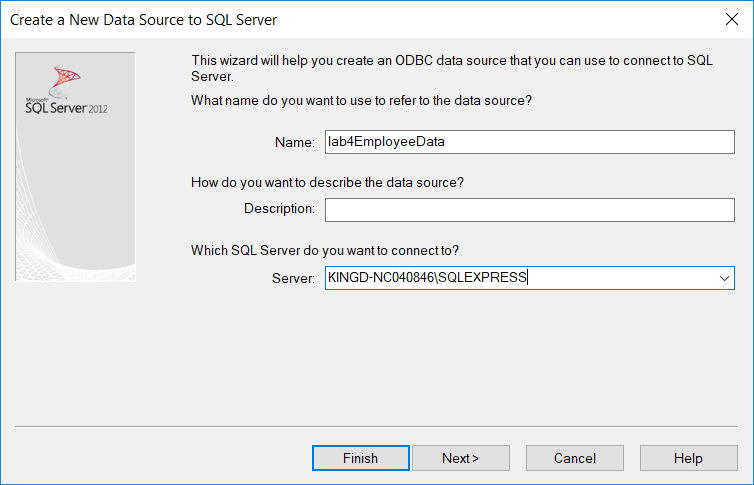 Create a New Data Source to SQL Server
Microsoft®
SQL Server 2012
This wizard will help you create an ODBC data source that you can use to connect to SQL
Server.
What name do you want to use to refer to the data source?
Name: lab4EmployeeData
How do you want to describe the data source?
Description:
Which SQL Server do you want to connect to?
Server: KINGD-NC040846\SQLEXPRESS
Finish Next > Cancel Help